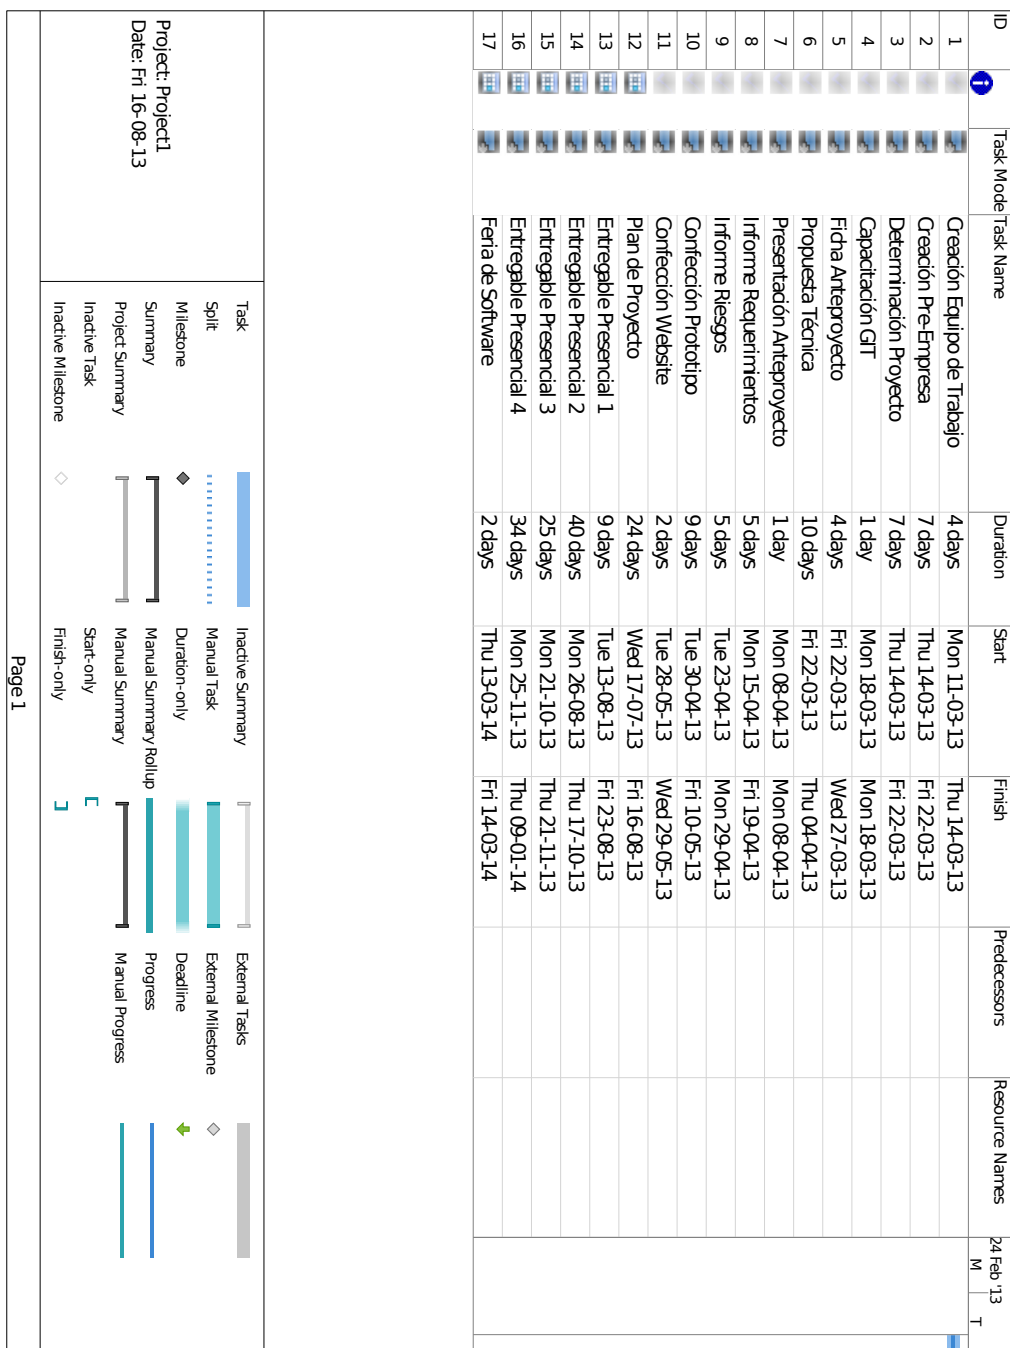 ID Task Mode Task Name Duration Start Finish Predecessors Resource Names 24 Feb '13
M T
1 Creación Equipo de Trabajo 4 days Mon 11-03-13 Thu 14-03-13
2 Creación Pre-Empresa 7 days Thu 14-03-13 Fri 22-03-13
3 Determinación Proyecto 7 days Thu 14-03-13 Fri 22-03-13
4 Capacitación GIT 1 day Mon 18-03-13 Mon 18-03-13
5 Ficha Anteproyecto 4 days Fri 22-03-13 Wed 27-03-13
6 Propuesta Técnica 10 days Fri 22-03-13 Thu 04-04-13
7 Presentación Anteproyecto 1 day Mon 08-04-13 Mon 08-04-13
8 Informe Requerimientos 5 days Mon 15-04-13 Fri 19-04-13
9 Informe Riesgos 5 days Tue 23-04-13 Mon 29-04-13
10 Confección Prototipo 9 days Tue 30-04-13 Fri 10-05-13
11 Confección Website 2 days Tue 28-05-13 Wed 29-05-13
12 Plan de Proyecto 24 days Wed 17-07-13 Fri 16-08-13
13 Entregable Presencial 1 9 days Tue 13-08-13 Fri 23-08-13
14 Entregable Presencial 2 40 days Mon 26-08-13 Thu 17-10-13
15 Entregable Presencial 3 25 days Mon 21-10-13 Thu 21-11-13
16 Entregable Presencial 4 34 days Mon 25-11-13 Thu 09-01-14
17 Feria de Software 2 days Thu 13-03-14 Fri 14-03-14
Project: Project1
Date: Fri 16-08-13
Task Inactive Summary External Tasks
Split Manual Task External Milestone
Milestone Duration-only Deadline
Summary Manual Summary Rollup Progress
Project Summary Manual Summary Manual Progress
Inactive Task Start-only
Inactive Milestone Finish-only
Page 1